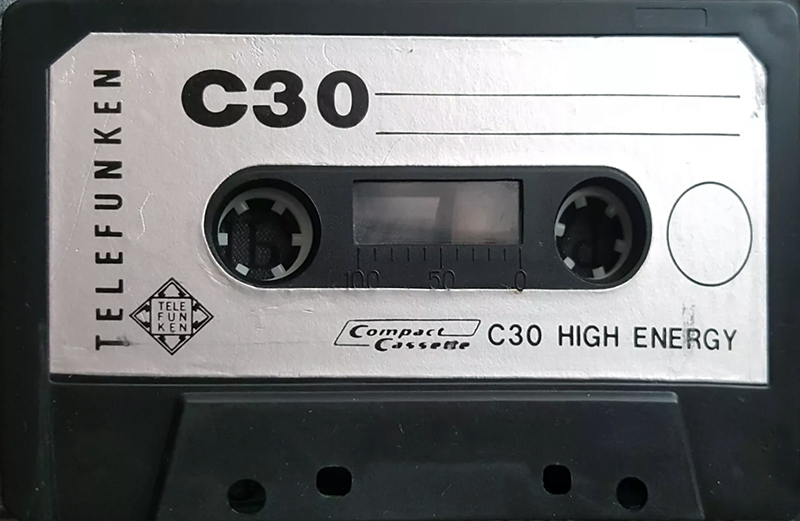 TELEFUNKEN
C30
100 50 0
TELE
FUN
KEN
Compact
Cassette
C30 HIGH ENERGY